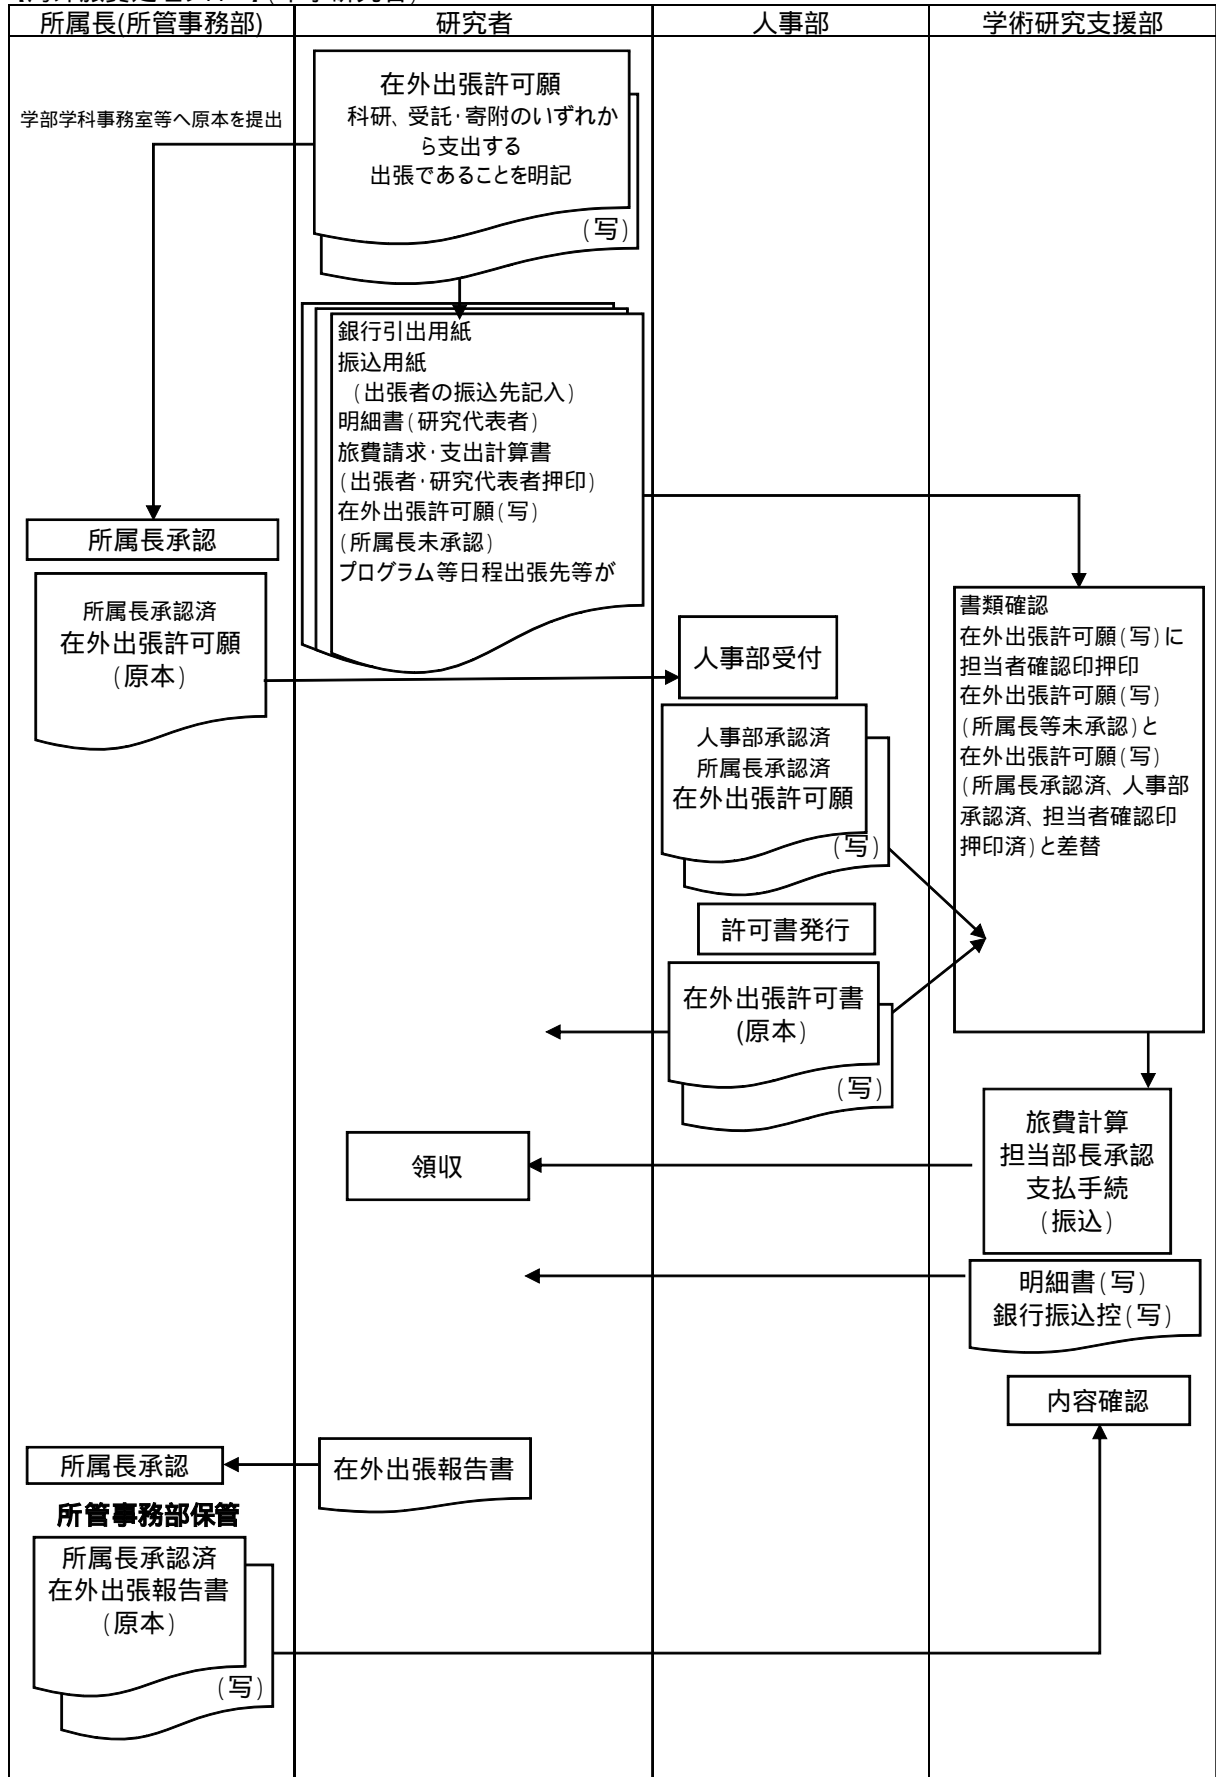 所属長(所管事務部)
研究者
人事部
学術研究支援部
在外出張許可願
科研、受託・寄附のいずれか
ら支出する
出張であることを明記
(写)
学部学科事務室等へ原本を提出
銀行引出用紙
振込用紙
(出張者の振込先記入)
明細書(研究代表者)
旅費請求・支出計算書
(出張者・研究代表者押印)
在外出張許可願(写)
(所属長未承認)
プログラム等日程出張先等が
所属長承認
所属長承認済
在外出張許可願
(原本)
人事部受付
人事部承認済
所属長承認済
在外出張許可願
(写)
書類確認
在外出張許可願(写)に
担当者確認印押印
在外出張許可願(写)
(所属長等未承認)と
在外出張許可願(写)
(所属長承認済、人事部
承認済、担当者確認印
押印済)と差替
許可書発行
在外出張許可書
(原本)
(写)
旅費計算
担当部長承認
支払手続
(振込)
領収
明細書(写)
銀行振込控(写)
内容確認
所属長承認
在外出張報告書
所管事務部保管
所属長承認済
在外出張報告書
(原本)
(写)